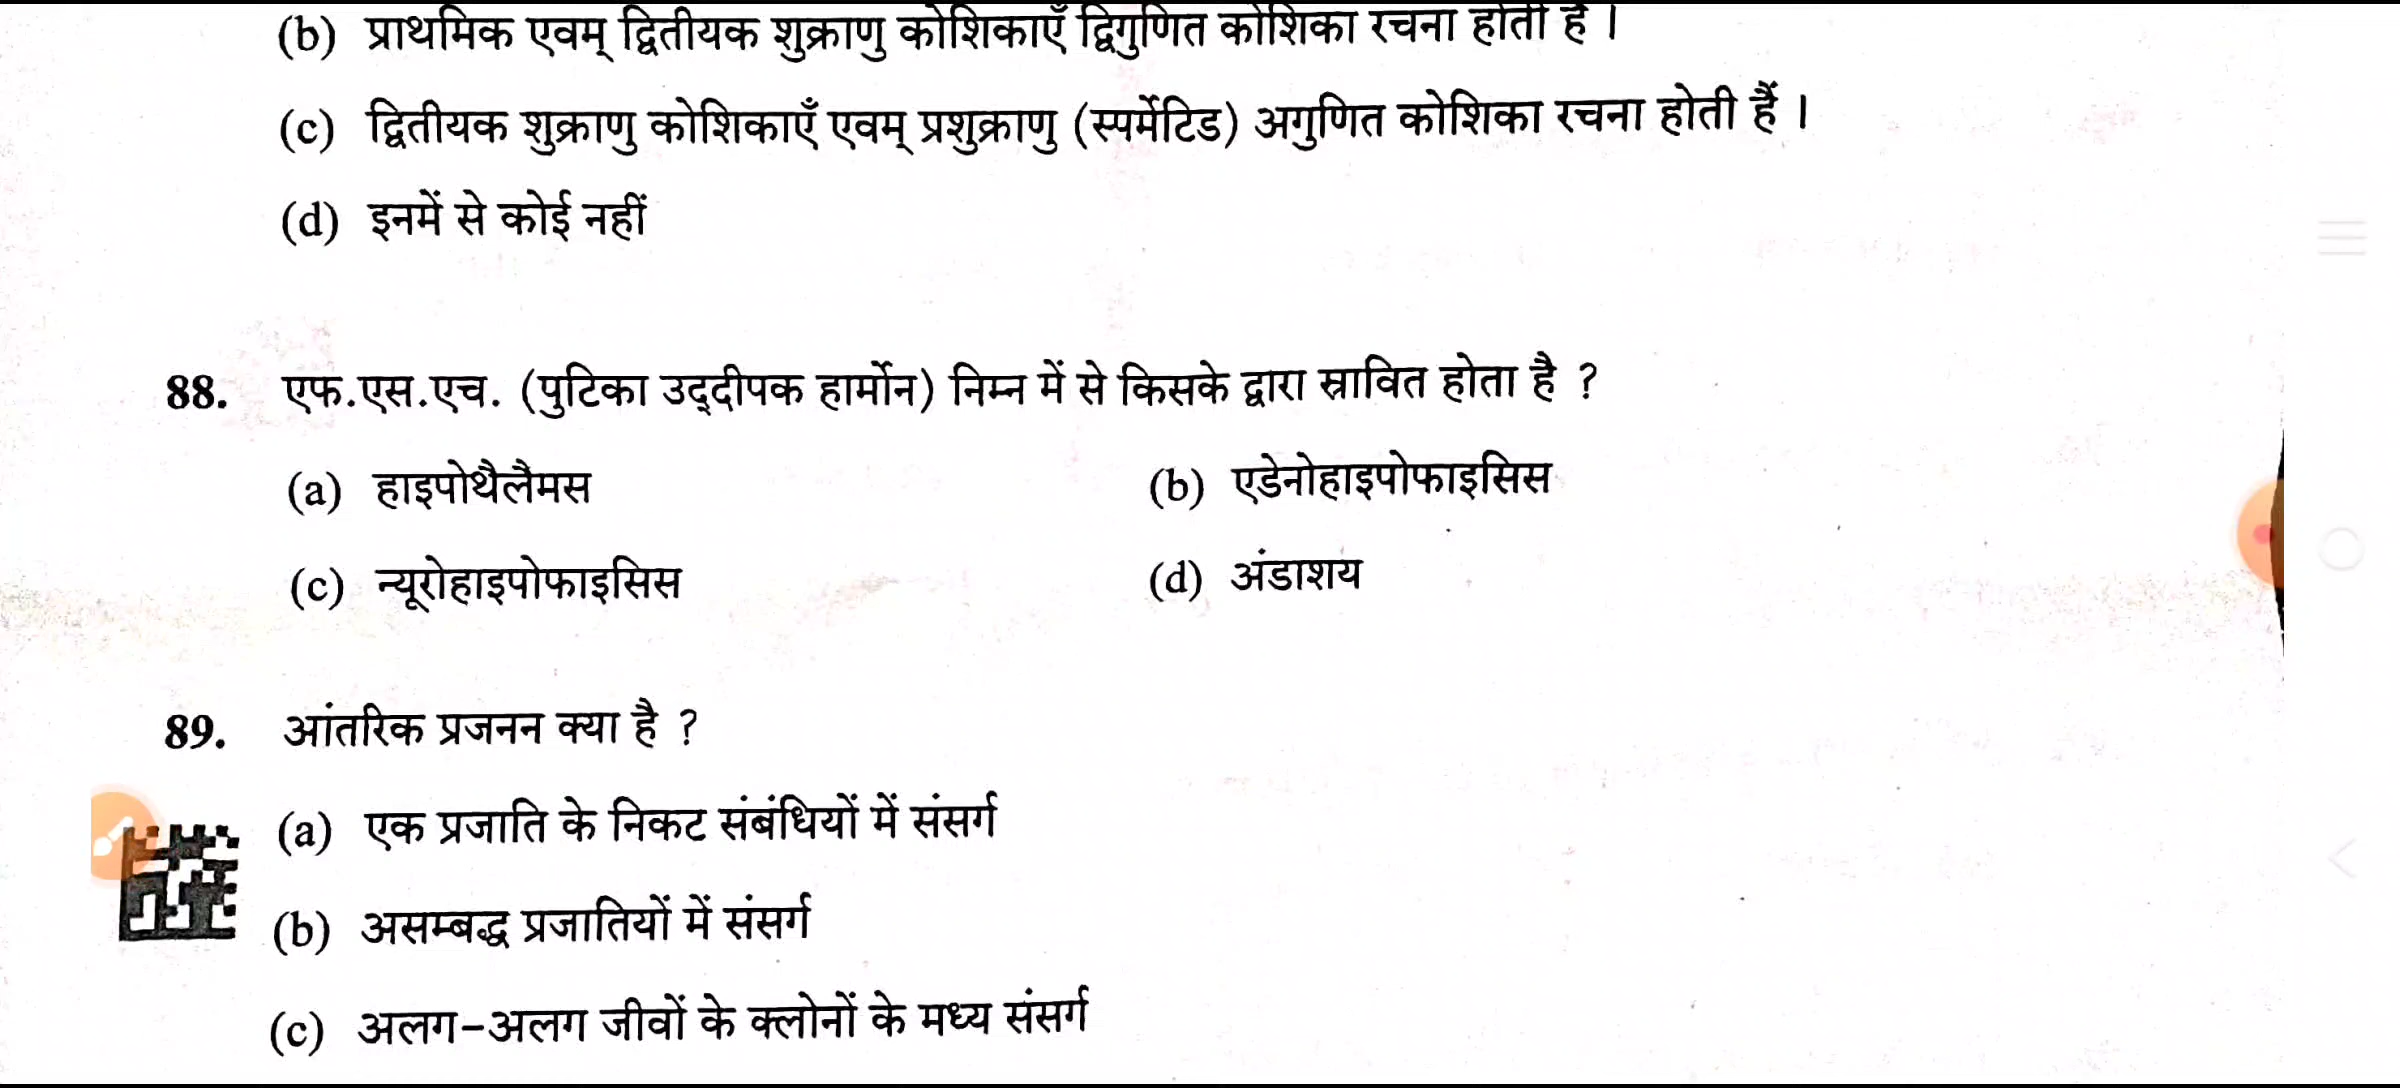 (b) प्राथमिक एवम् द्वितीयक शुक्राणु कोशिकाएँ द्विगुणित कोशिका रचना होती हैं ।
(c) द्वितीयक शुक्राणु कोशिकाएँ एवम् प्रशुक्राणु (स्पर्मेटिड) अगुणित कोशिका रचना होती हैं ।
(d) इनमें से कोई नहीं
88. एफ.एस.एच. (पुटिका उद्‌दीपक हार्मोन) निम्न में से किसके द्वारा स्रावित होता है ?
(a) हाइपोथैलैमस (b) एडेनोहाइपोफाइसिस
(c) न्यूरोहाइपोफाइसिस (d) अंडाशय
89. आंतरिक प्रजनन क्या है ?
(a) एक प्रजाति के निकट संबंधियों में संसर्ग
(b) असम्बद्ध प्रजातियों में संसर्ग
(c) अलग-अलग जीवों के क्लोनों के मध्य संसर्ग